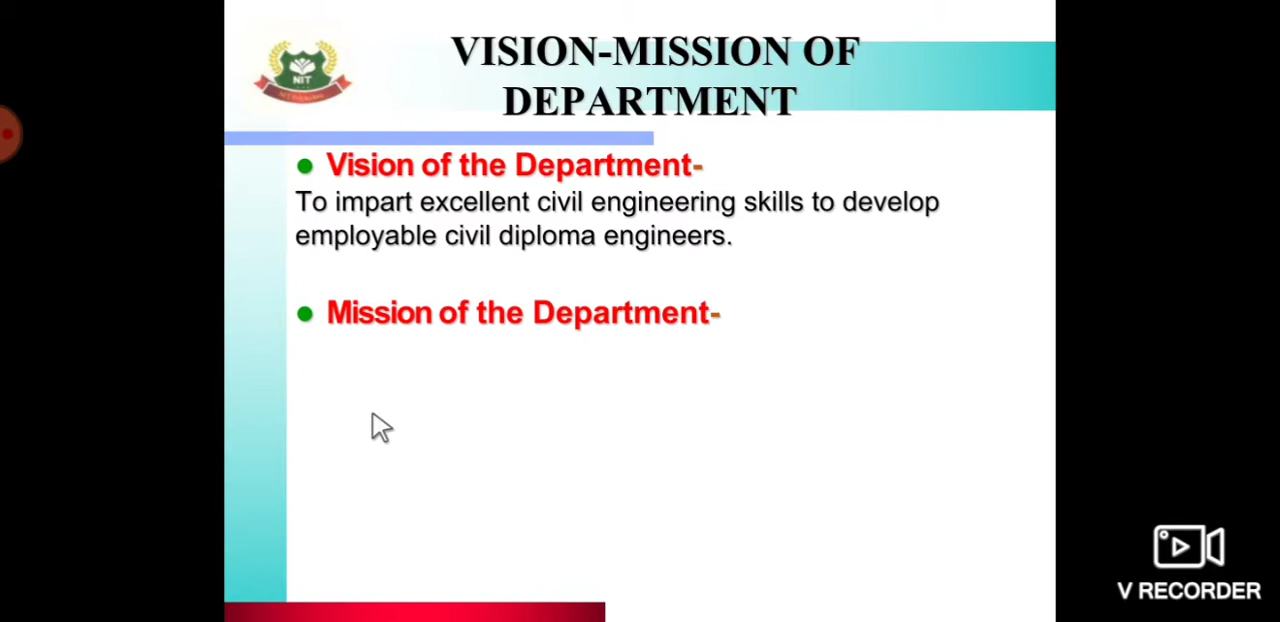 VISION-MISSION OF
DEPARTMENT
NIT
Vision of the Department-
To impart excellent civil engineering skills to develop
employable civil diploma engineers.
Mission of the Department-
V RECORDER